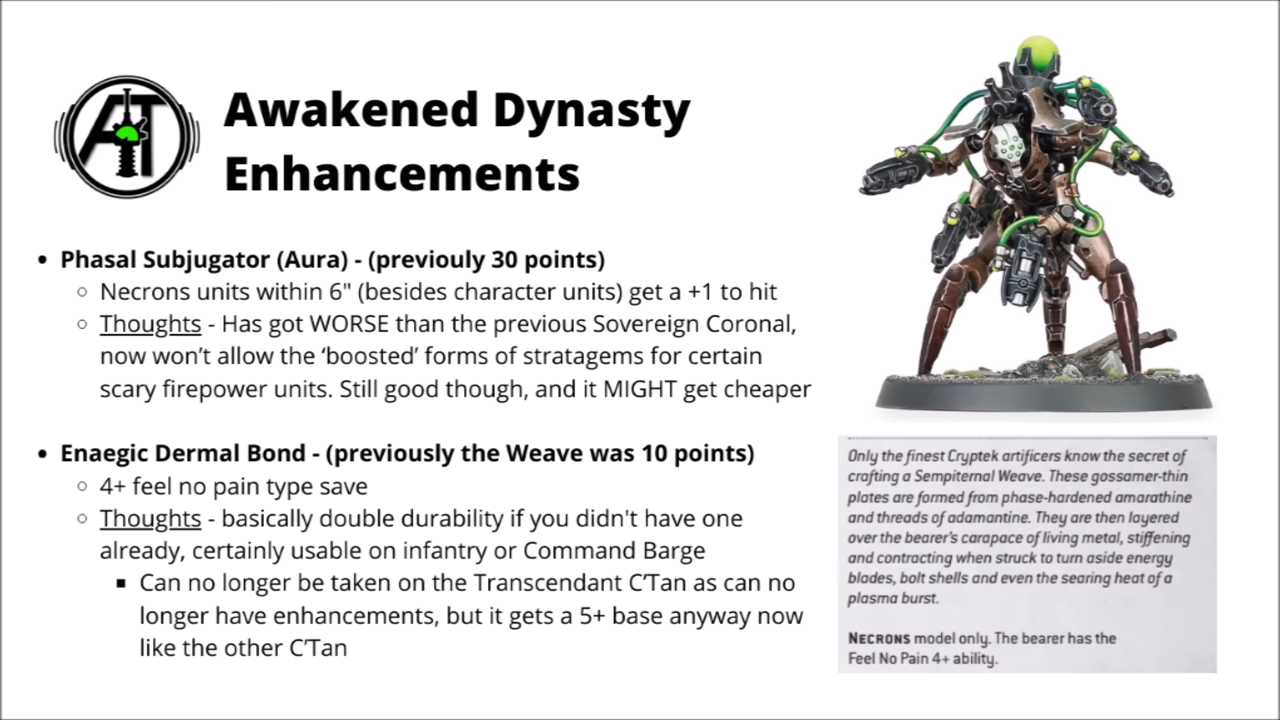 AT
Awakened Dynasty
Enhancements
• Phasal Subjugator (Aura) - (previouly 30 points)
○ Necrons units within 6" (besides character units) get a +1 to hit
○ Thoughts - Has got WORSE than the previous Sovereign Coronal,
now won't allow the 'boosted' forms of stratagems for certain
scary firepower units. Still good though, and it MIGHT get cheaper
• Enaegic Dermal Bond - (previously the Weave was 10 points)
○ 4+ feel no pain type save
○ Thoughts - basically double durability if you didn't have one
already, certainly usable on infantry or Command Barge
▪ Can no longer be taken on the Transcendant C'Tan as can no
longer have enhancements, but it gets a 5+ base anyway now
like the other C'Tan
Only the finest Cryptek artificers know the secret of
crafting a Sempiternal Weave. These gossamer-thin
plates are formed from phase-hardened amarathine
and threads of adamantine. They are then layered
over the bearer's carapace of living metal, stiffening
and contracting when struck to turn aside energy
blades, bolt shells and even the searing heat of a
plasma burst.
NECRONS model only. The bearer has the
Feel No Pain 4+ ability.